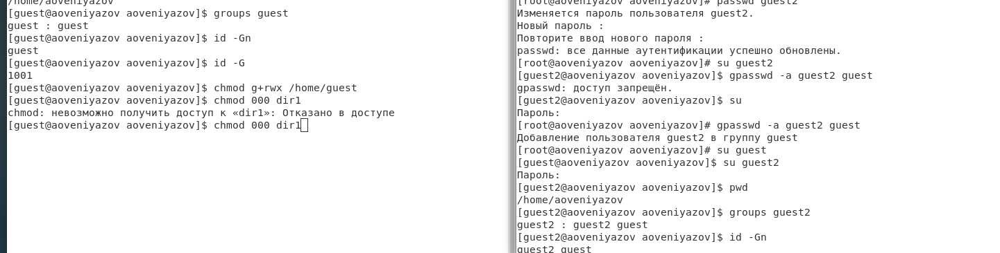 /home/aoveniyazov
[guest@aoveniyazov aoveniyazov]$ groups guest
guest : guest
[guest@aoveniyazov aoveniyazov]$ id -Gn
guest
[guest@aoveniyazov aoveniyazov]$ id -G
1001
[guest@aoveniyazov aoveniyazov]$ chmod g+rwx /home/guest
[guest@aoveniyazov aoveniyazov]$ chmod 000 dir1
chmod: невозможно получить доступ к «dir1»: Отказано в доступе
[guest@aoveniyazov aoveniyazov]$ chmod 000 dir1
[root@aoveniyazov aoveniyazov]# passwd guest2
Изменяется пароль пользователя guest2.
Новый пароль :
Повторите ввод нового пароля :
passwd: все данные аутентификации успешно обновлены.
[root@aoveniyazov aoveniyazov]# su guest2
[guest2@aoveniyazov aoveniyazov]$ gpasswd -a guest2 guest
gpasswd: доступ запрещён.
[guest2@aoveniyazov aoveniyazov]$ su
Пароль:
[root@aoveniyazov aoveniyazov]# gpasswd -a guest2 guest
Добавление пользователя guest2 в группу guest
[root@aoveniyazov aoveniyazov]# su guest
[guest@aoveniyazov aoveniyazov]$ su guest2
Пароль:
[guest2@aoveniyazov aoveniyazov]$ pwd
/home/aoveniyazov
[guest2@aoveniyazov aoveniyazov]$ groups guest2
guest2 : guest2 guest
[guest2@aoveniyazov aoveniyazov]$ id -Gn
guest2 guest